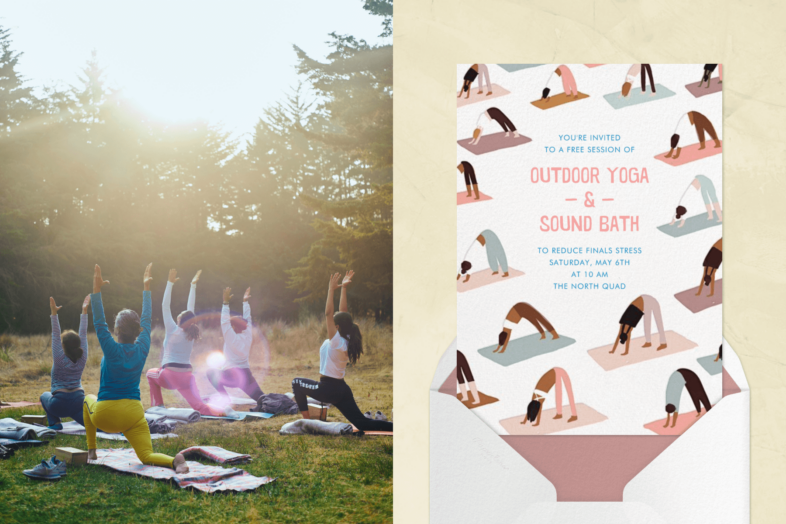 YOU'RE INVITED
TO A FREE SESSION OF
OUTDOOR YOGA
– & –
SOUND BATH
TO REDUCE FINALS STRESS
SATURDAY, MAY 6TH
AT 10 AM
THE NORTH QUAD